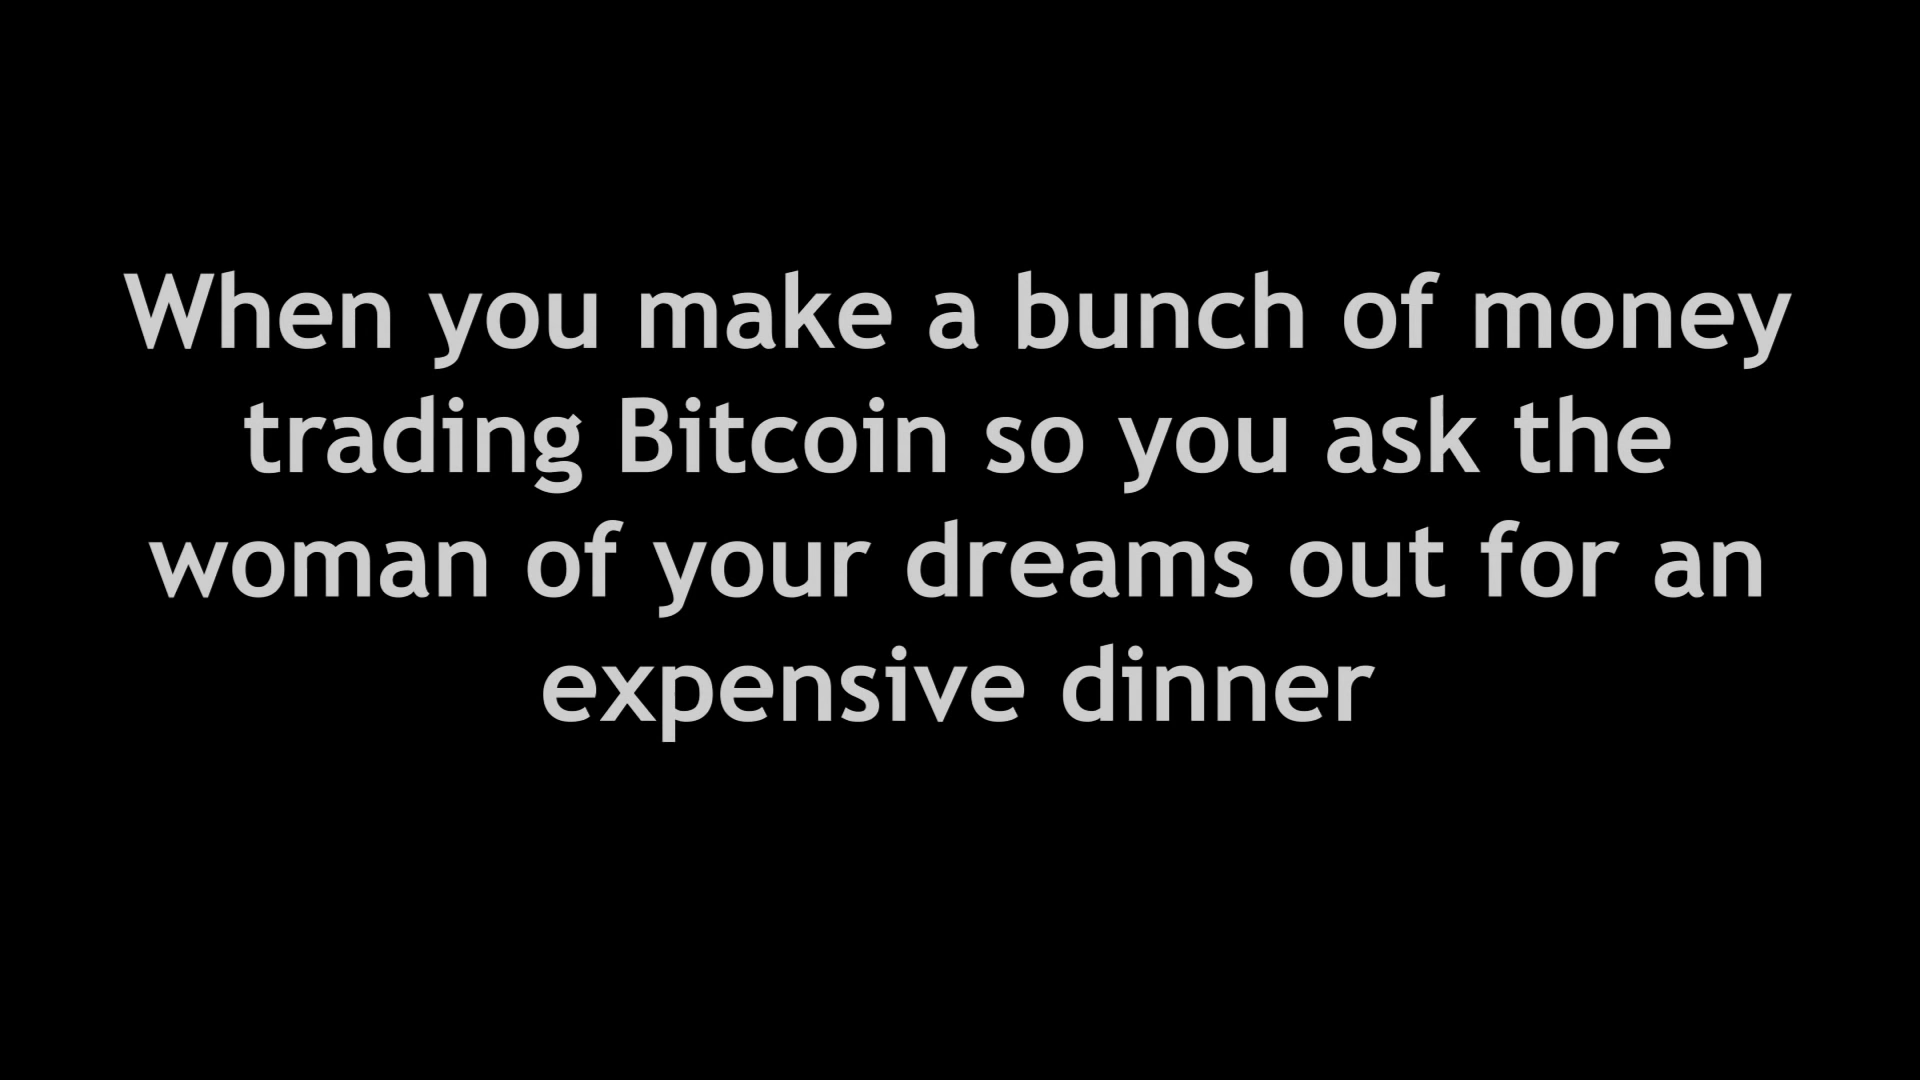 When you make a bunch of money
trading Bitcoin so you ask the
woman of your dreams out for an
expensive dinner